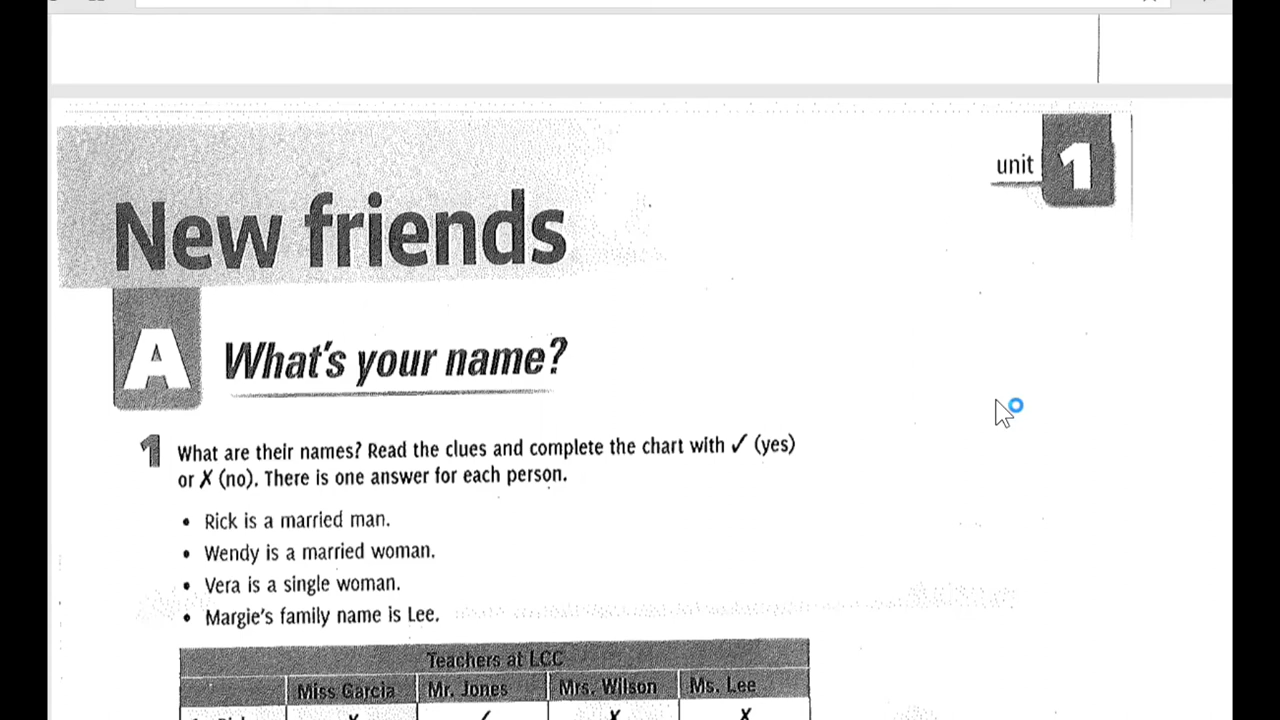 unit 1
New friends
A What's your name?
1 What are their names? Read the clues and complete the chart with ✓ (yes)
or ✗ (no). There is one answer for each person.
• Rick is a married man.
• Wendy is a married woman.
• Vera is a single woman.
• Margie's family name is Lee.
Teachers at LCC
Miss Garcia Mr. Jones Mrs. Wilson Ms. Lee